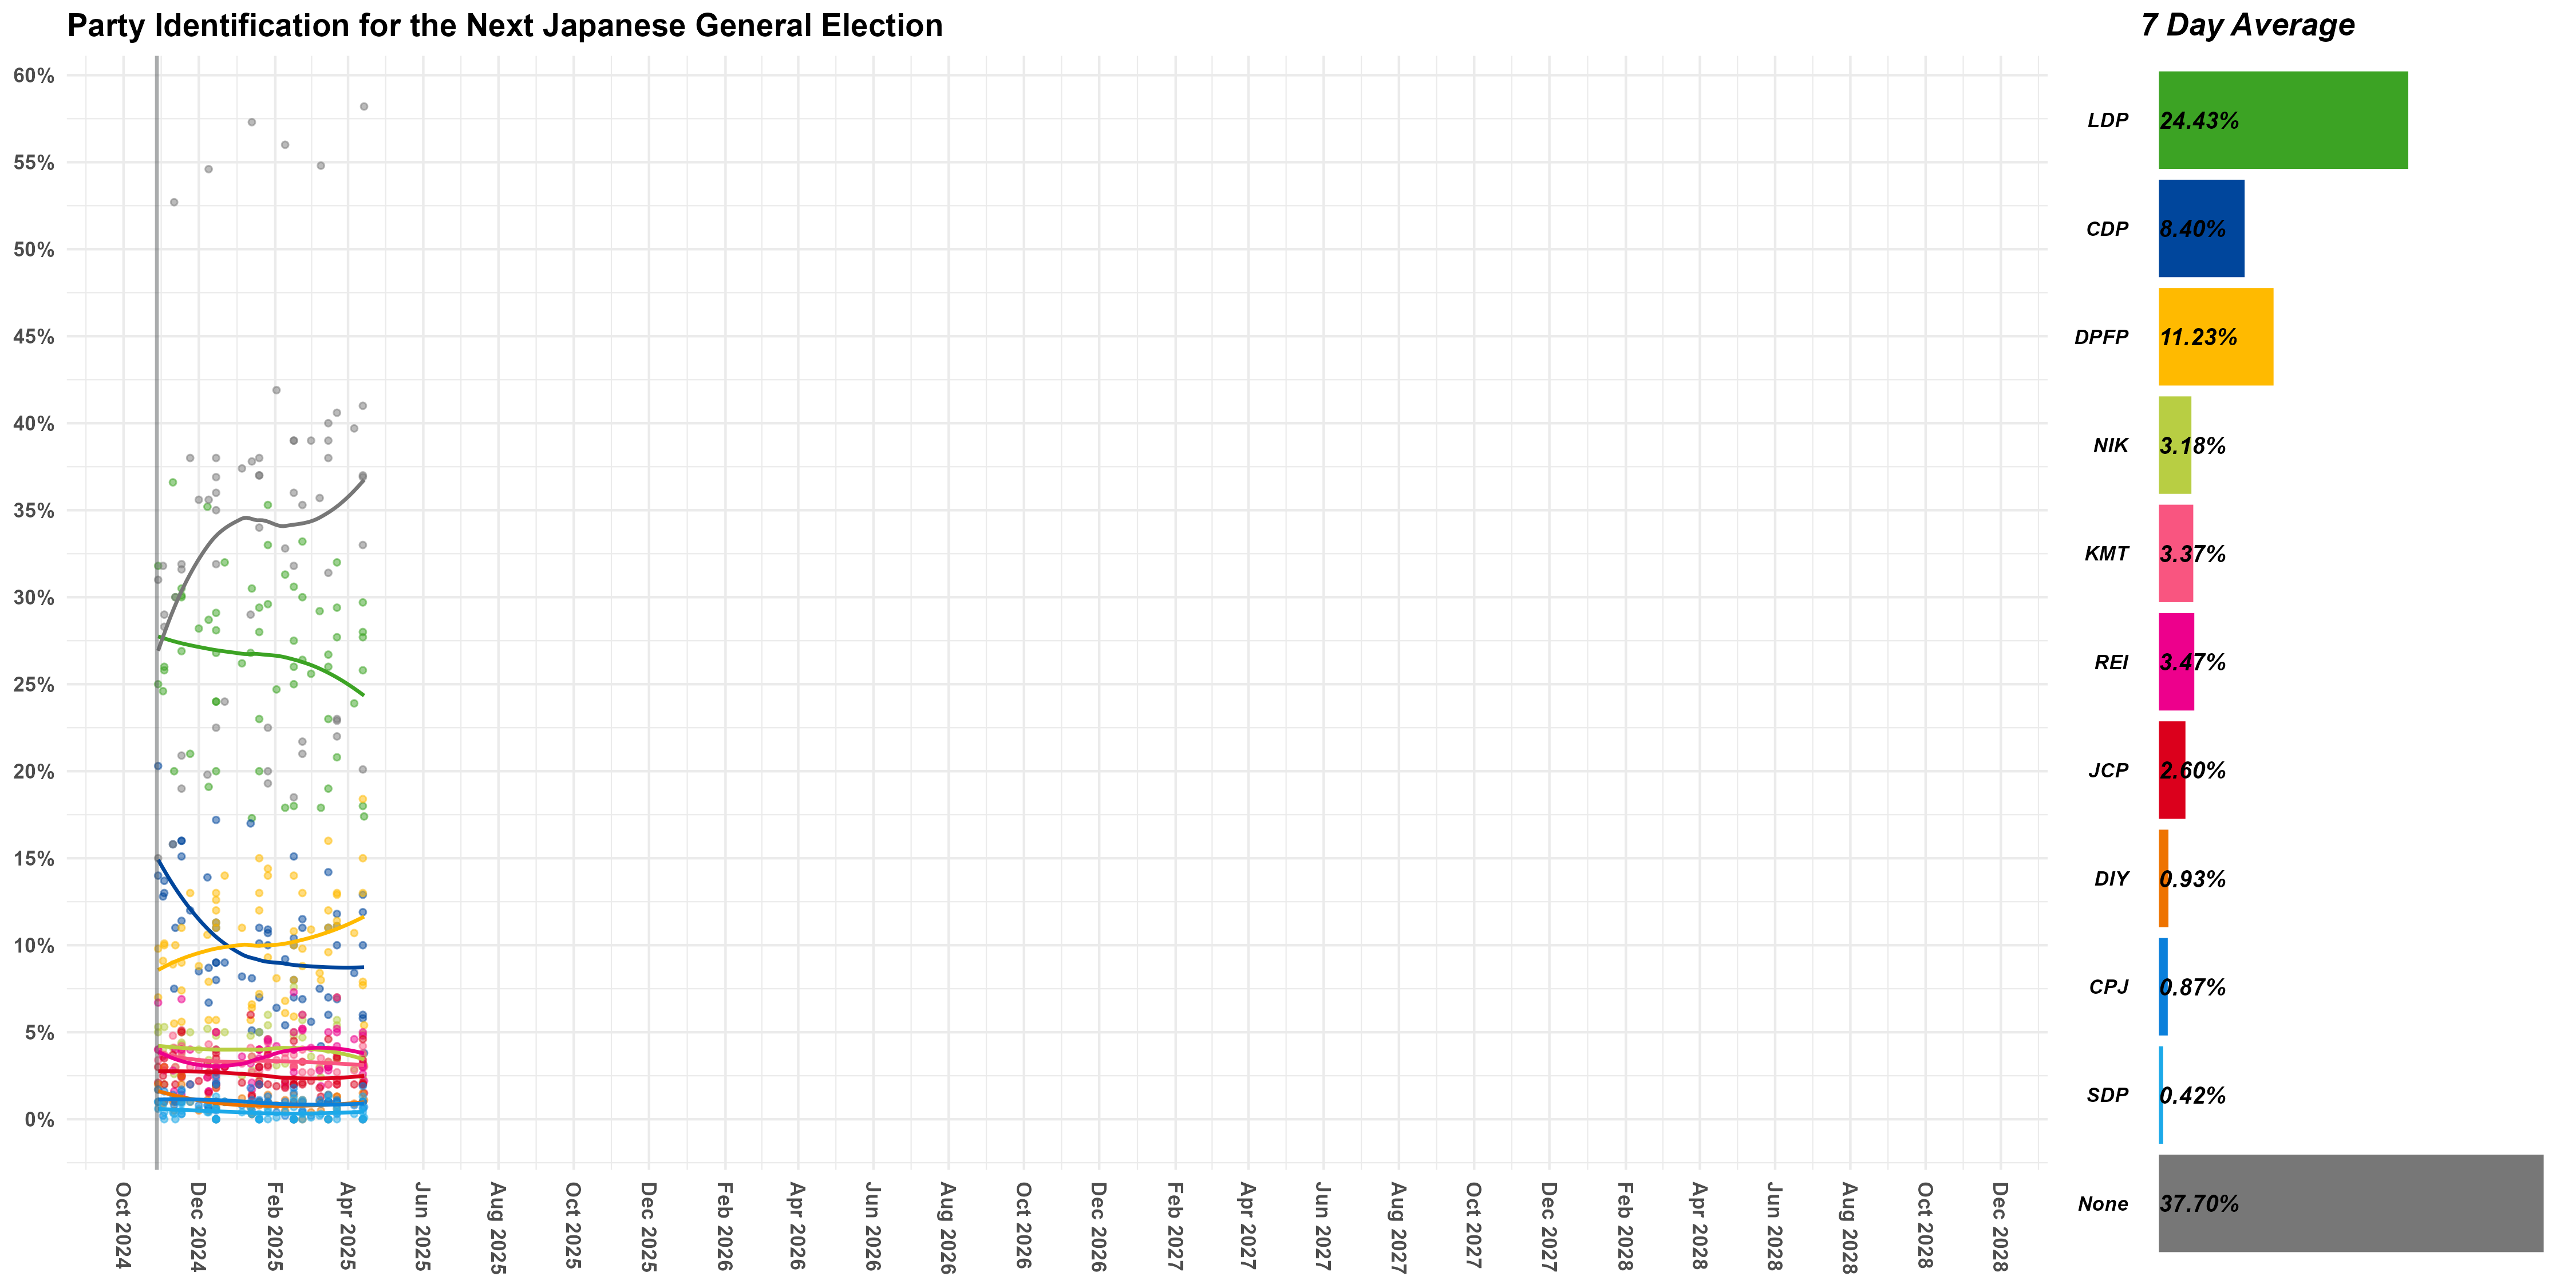 Party Identification for the Next Japanese General Election
7 Day Average
60%
55%
50%
45%
40%
35%
30%
25%
20%
15%
10%
5%
0%
Oct 2024
Dec 2024
Feb 2025
Apr 2025
Jun 2025
Aug 2025
Oct 2025
Dec 2025
Feb 2026
Apr 2026
Jun 2026
Aug 2026
Oct 2026
Dec 2026
Feb 2027
Apr 2027
Jun 2027
Aug 2027
Oct 2027
Dec 2027
Feb 2028
Apr 2028
Jun 2028
Aug 2028
Oct 2028
Dec 2028
LDP 24.43%
CDP 8.40%
DPFP 11.23%
NIK 3.18%
KMT 3.37%
REI 3.47%
JCP 2.60%
DIY 0.93%
CPJ 0.87%
SDP 0.42%
None 37.70%